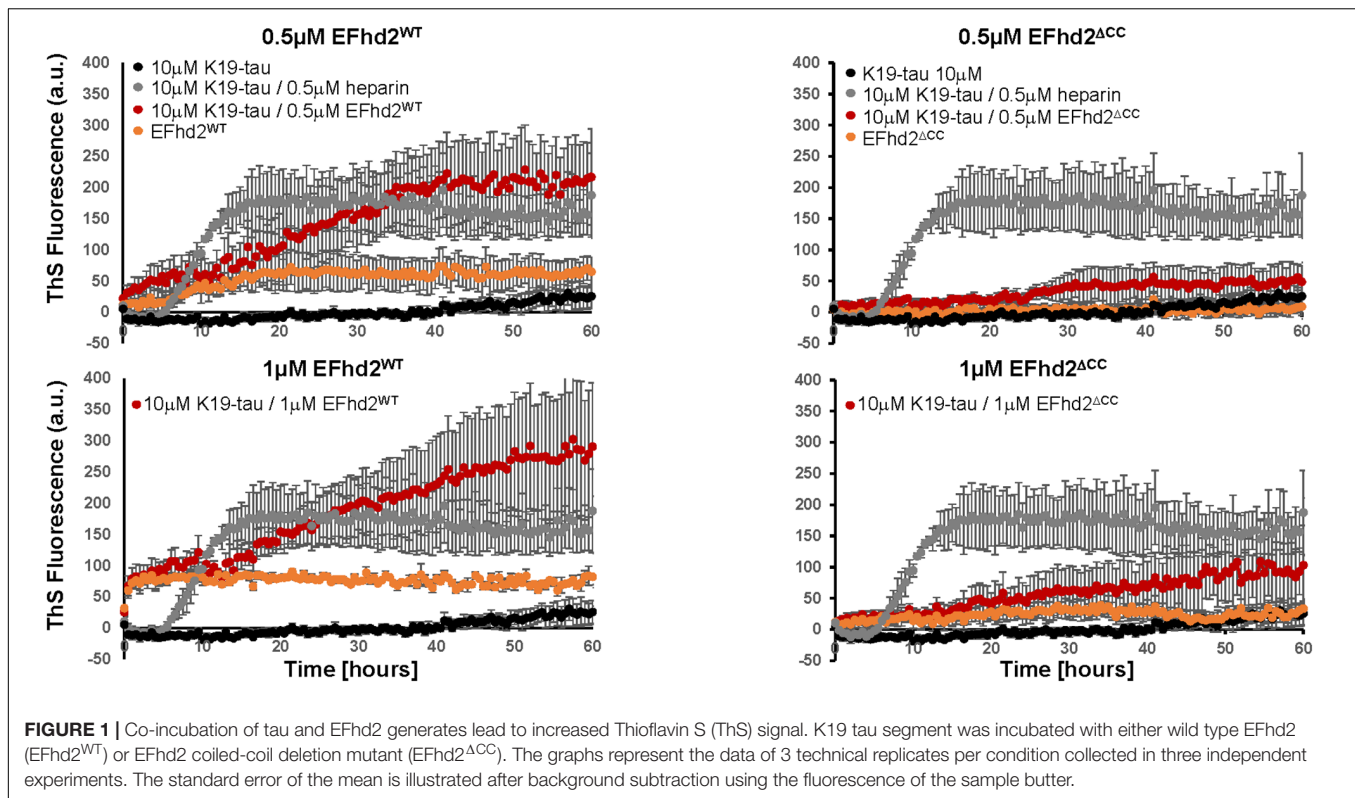 0.5µM EFhd2WT
400
350
300
250
200
150
100
50
0
-50
ThS Fluorescence (a.u.)
10µM K19-tau
10µM K19-tau / 0.5µM heparin
10µM K19-tau / 0.5µM EFhd2WT
EFhd2WT
0 10 20 30 40 50 60
0.5µM EFhd2ΔCC
400
350
300
250
200
150
100
50
0
-50
K19-tau 10µM
10µM K19-tau / 0.5µM heparin
10µM K19-tau / 0.5µM EFhd2ΔCC
EFhd2ΔCC
0 10 20 30 40 50 60
1µM EFhd2WT
400
350
300
250
200
150
100
50
0
-50
ThS Fluorescence (a.u.)
10µM K19-tau / 1µM EFhd2WT
0 10 20 30 40 50 60
Time [hours]
1µM EFhd2ΔCC
400
350
300
250
200
150
100
50
0
-50
10µM K19-tau / 1µM EFhd2ΔCC
0 10 20 30 40 50 60
Time [hours]
FIGURE 1 | Co-incubation of tau and EFhd2 generates lead to increased Thioflavin S (ThS) signal. K19 tau segment was incubated with either wild type EFhd2
(EFhd2WT) or EFhd2 coiled-coil deletion mutant (EFhd2ΔCC). The graphs represent the data of 3 technical replicates per condition collected in three independent
experiments. The standard error of the mean is illustrated after background subtraction using the fluorescence of the sample butter.